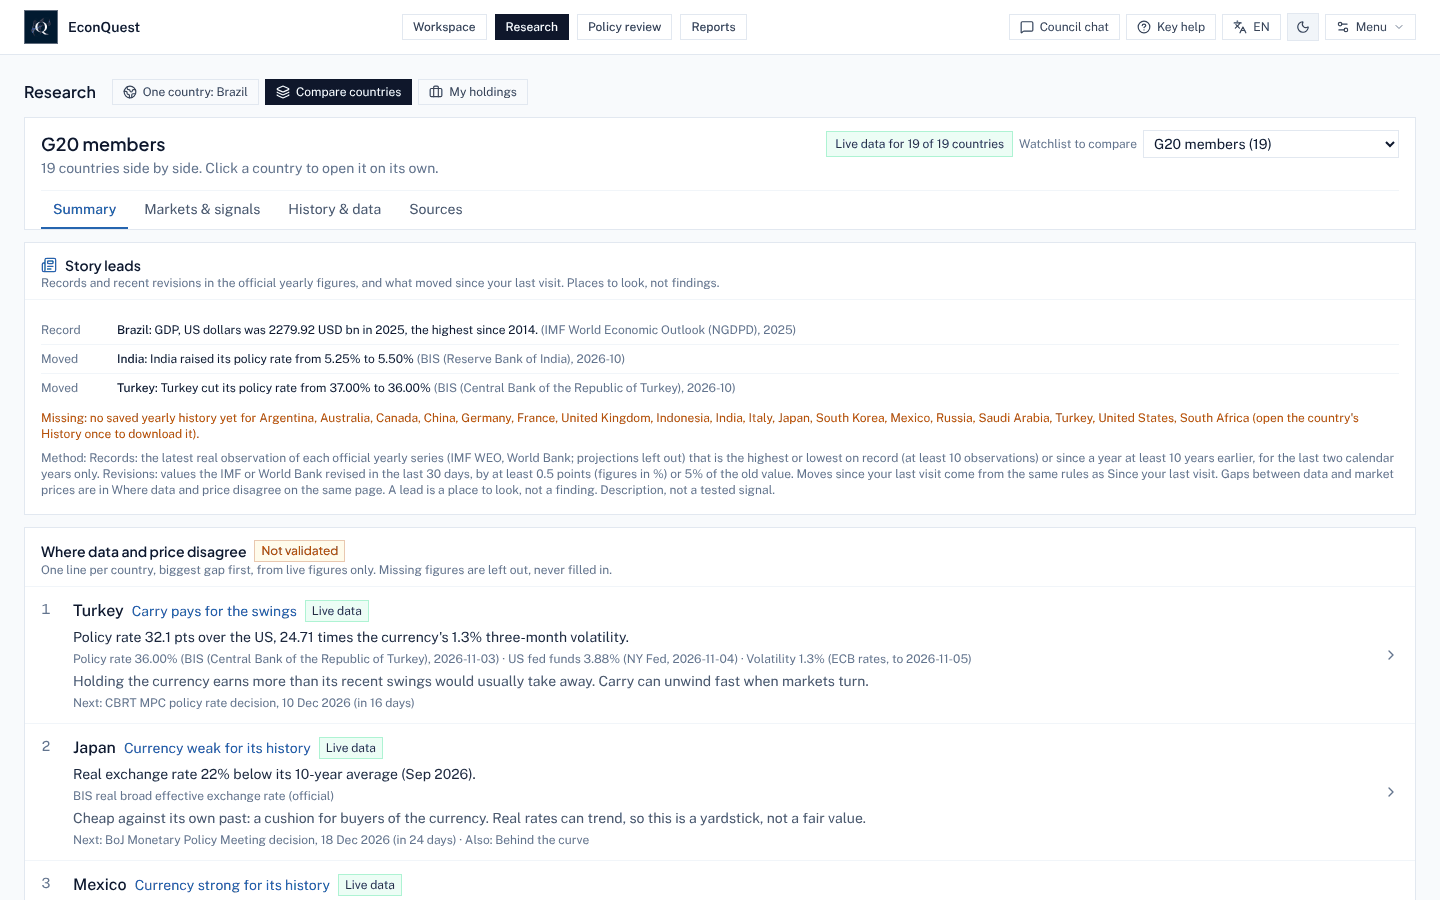 EconQuest
Workspace
Research
Policy review
Reports
Council chat
Key help
EN
Menu
Research
One country: Brazil
Compare countries
My holdings
G20 members
Live data for 19 of 19 countries
Watchlist to compare
G20 members (19)
19 countries side by side. Click a country to open it on its own.
Summary
Markets & signals
History & data
Sources
Story leads
Records and recent revisions in the official yearly figures, and what moved since your last visit. Places to look, not findings.
Record Brazil: GDP, US dollars was 2279.92 USD bn in 2025, the highest since 2014. (IMF World Economic Outlook (NGDPD), 2025)
Moved India: India raised its policy rate from 5.25% to 5.50% (BIS (Reserve Bank of India), 2026-10)
Moved Turkey: Turkey cut its policy rate from 37.00% to 36.00% (BIS (Central Bank of the Republic of Turkey), 2026-10)
Missing: no saved yearly history yet for Argentina, Australia, Canada, China, Germany, France, United Kingdom, Indonesia, India, Italy, Japan, South Korea, Mexico, Russia, Saudi Arabia, Turkey, United States, South Africa (open the country's
History once to download it).
Method: Records: the latest real observation of each official yearly series (IMF WEO, World Bank; projections left out) that is the highest or lowest on record (at least 10 observations) or since a year at least 10 years earlier, for the last two calendar
years only. Revisions: values the IMF or World Bank revised in the last 30 days, by at least 0.5 points (figures in %) or 5% of the old value. Moves since your last visit come from the same rules as Since your last visit. Gaps between data and market
prices are in Where data and price disagree on the same page. A lead is a place to look, not a finding. Description, not a tested signal.
Where data and price disagree
Not validated
One line per country, biggest gap first, from live figures only. Missing figures are left out, never filled in.
1 Turkey Carry pays for the swings Live data
Policy rate 32.1 pts over the US, 24.71 times the currency's 1.3% three-month volatility.
Policy rate 36.00% (BIS (Central Bank of the Republic of Turkey), 2026-11-03) · US fed funds 3.88% (NY Fed, 2026-11-04) · Volatility 1.3% (ECB rates, to 2026-11-05)
Holding the currency earns more than its recent swings would usually take away. Carry can unwind fast when markets turn.
Next: CBRT MPC policy rate decision, 10 Dec 2026 (in 16 days)
2 Japan Currency weak for its history Live data
Real exchange rate 22% below its 10-year average (Sep 2026).
BIS real broad effective exchange rate (official)
Cheap against its own past: a cushion for buyers of the currency. Real rates can trend, so this is a yardstick, not a fair value.
Next: BoJ Monetary Policy Meeting decision, 18 Dec 2026 (in 24 days) · Also: Behind the curve
3 Mexico Currency strong for its history Live data